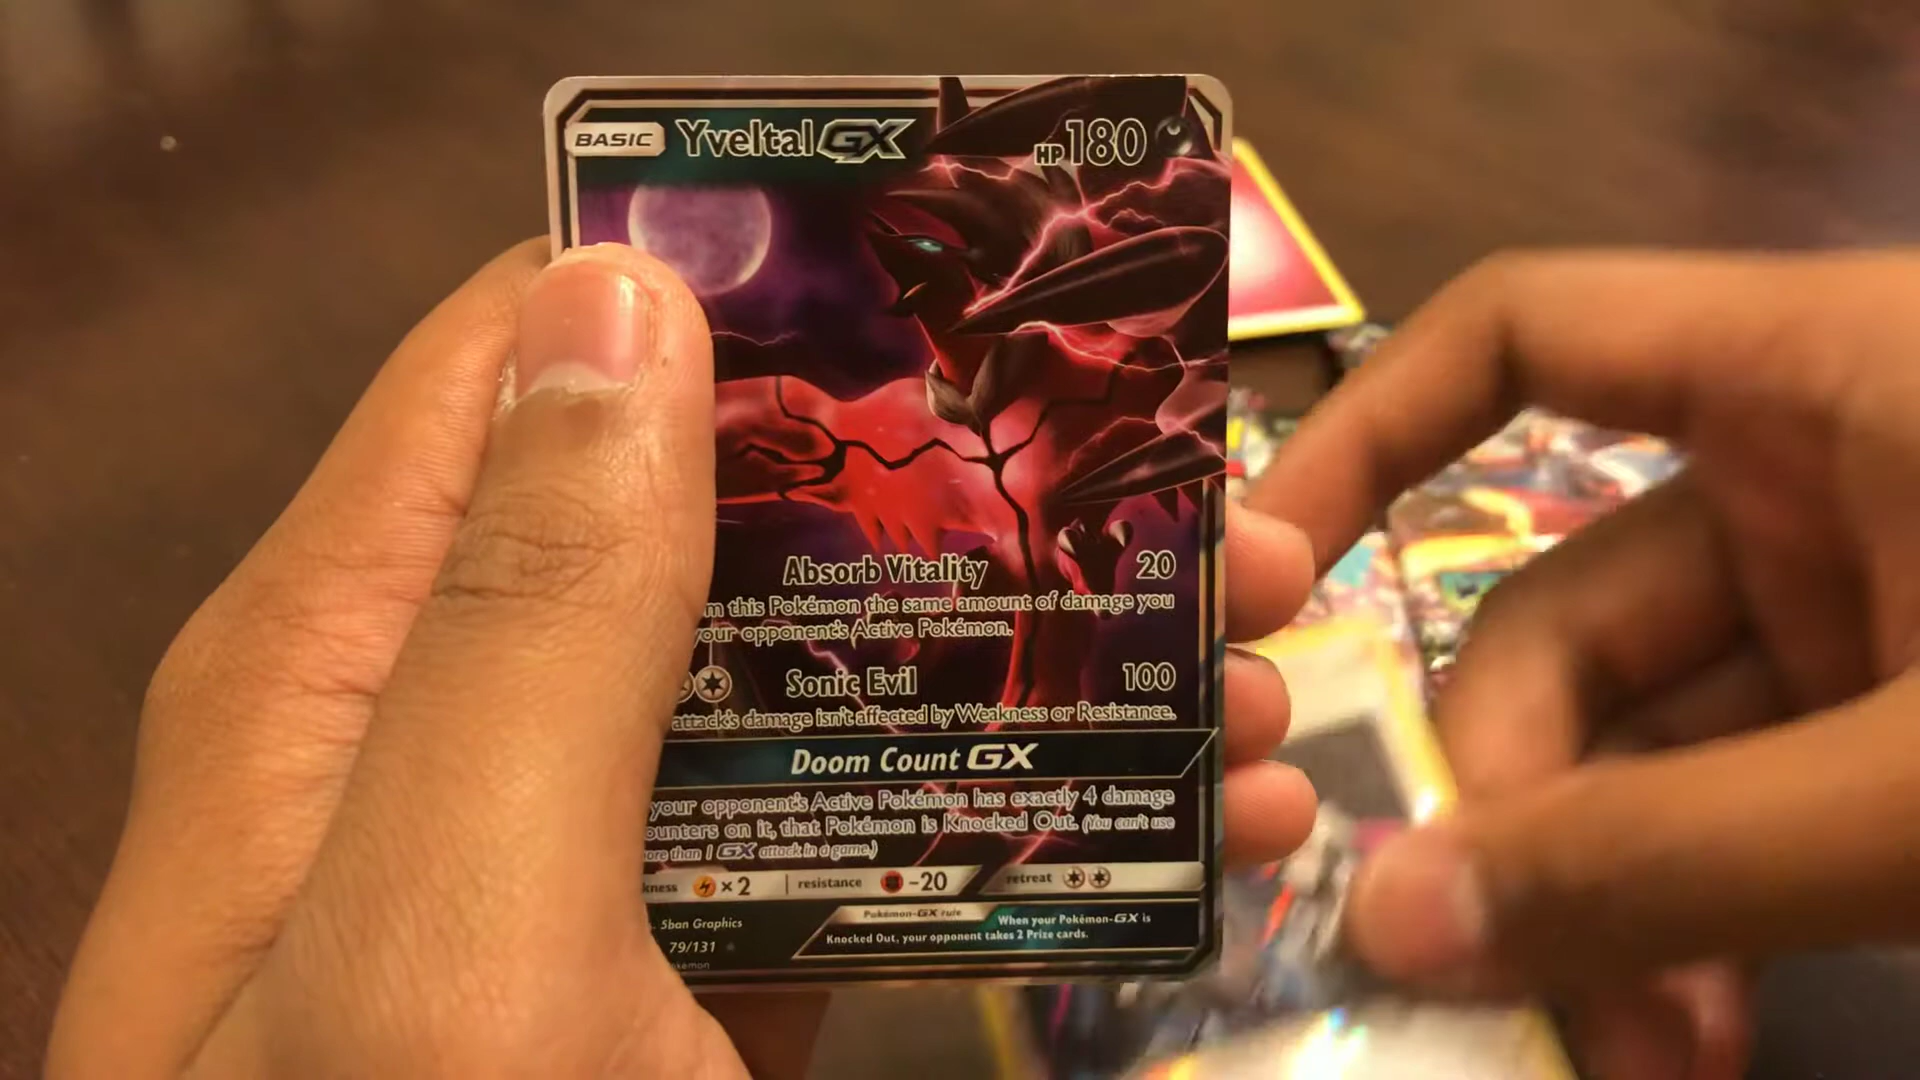 BASIC Yveltal GX HP 180
Absorb Vitality 20
m this Pokémon the same amount of damage you
your opponent's Active Pokémon.
Sonic Evil 100
attack's damage isn't affected by Weakness or Resistance.
Doom Count GX
your opponent's Active Pokémon has exactly 4 damage
ounters on it, that Pokémon is Knocked Out. (You can't use
ore than 1 GX attack in a game.)
kness ×2 resistance -20 retreat
. 5ban Graphics
Pokémon-GX rule
When your Pokémon-GX is
Knocked Out, your opponent takes 2 Prize cards.
79/131
okémon